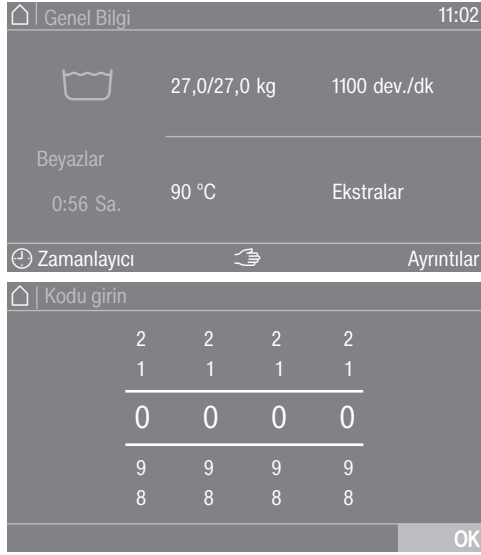 Genel Bilgi 11:02
27,0/27,0 kg 1100 dev./dk
Beyazlar
0:56 Sa.
90 °C Ekstralar
Zamanlayıcı Ayrıntılar
Kodu girin
2 2 2 2
1 1 1 1
0 0 0 0
9 9 9 9
8 8 8 8
OK